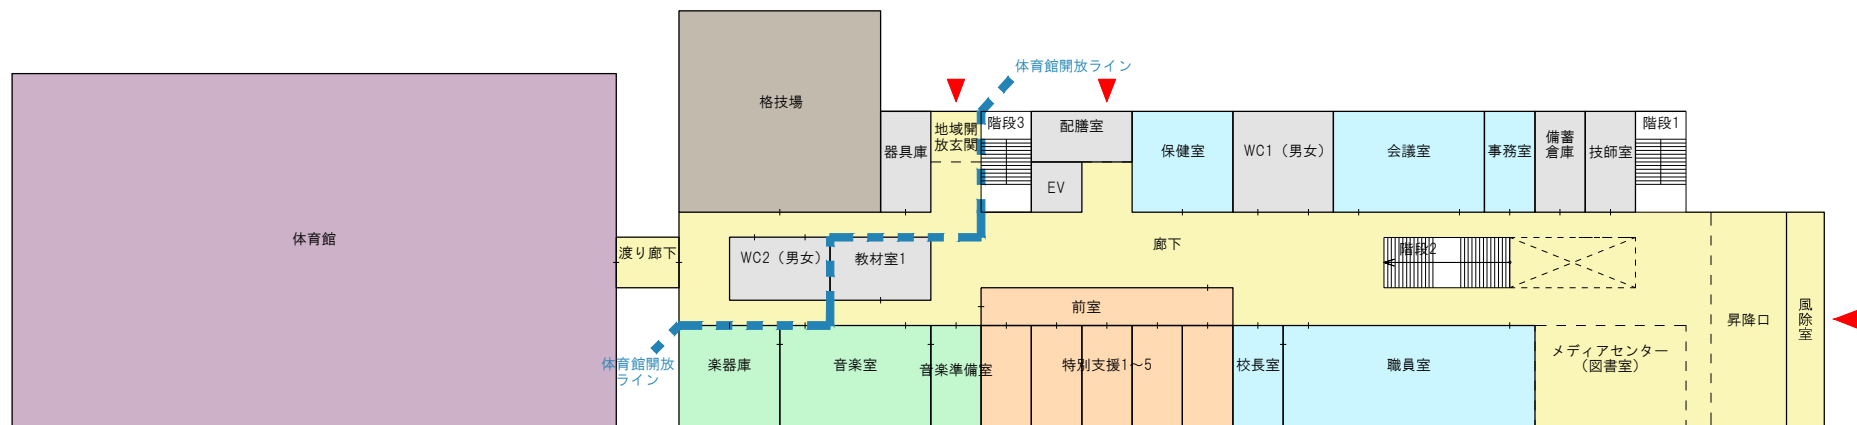 体育館開放ライン
格技場
地域開
放玄関
階段3
配膳室
階段1
器具庫
保健室
WC1（男女）
会議室
事務室
備蓄
倉庫
技師室
EV
体育館
渡り廊下
WC2（男女）
教材室1
廊下
階段2
前室
昇降口
風
除
室
体育館開放
ライン
楽器庫
音楽室
音楽準備室
特別支援1〜5
校長室
職員室
メディアセンター
（図書室）